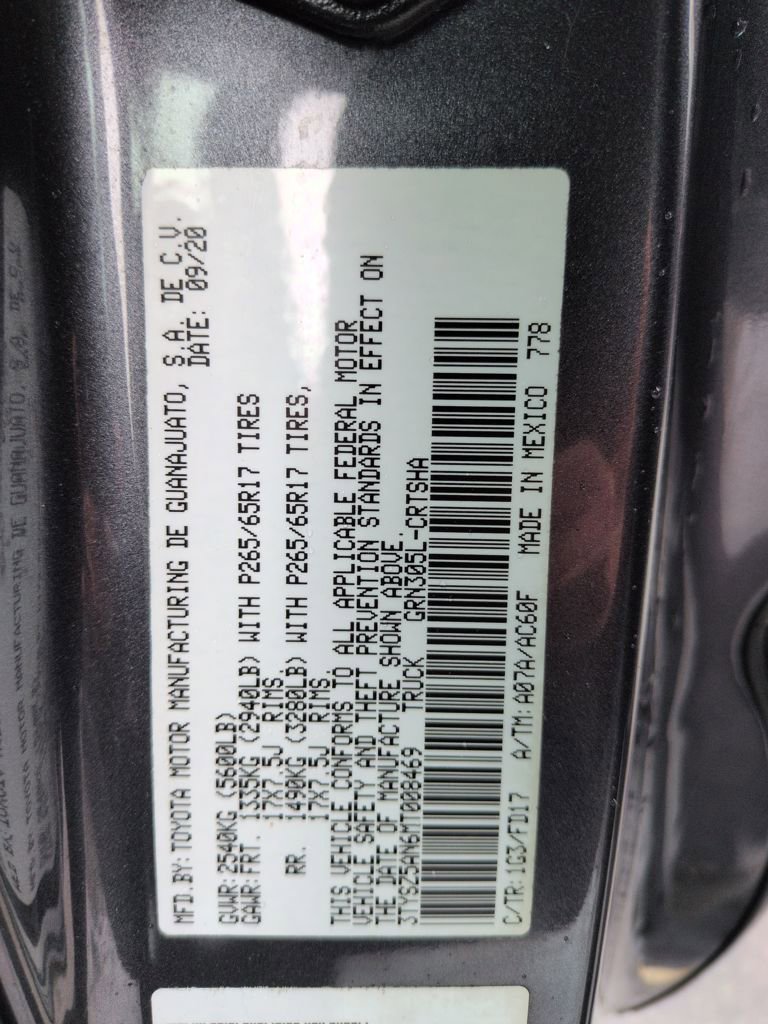 MFD.BY:TOYOTA MOTOR MANUFACTURING DE GUANAJUATO, S.A. DE C.V.
DATE: 09/20
GVWR:2540KG (5600LB)
GAWR:FRT. 1335KG (2940LB) WITH P265/65R17 TIRES
17X7.5J RIMS.
RR. 1490KG (3280LB) WITH P265/65R17 TIRES,
17X7.5J RIMS.
THIS VEHICLE CONFORMS TO ALL APPLICABLE FEDERAL MOTOR
VEHICLE SAFETY AND THEFT PREVENTION STANDARDS IN EFFECT ON
THE DATE OF MANUFACTURE SHOWN ABOVE.
3TYSZ5AN6MT008469 TRUCK GRN305L-CRTSHA
C/TR:1G3/FD17 A/TM:A07A/AC60F MADE IN MEXICO 778